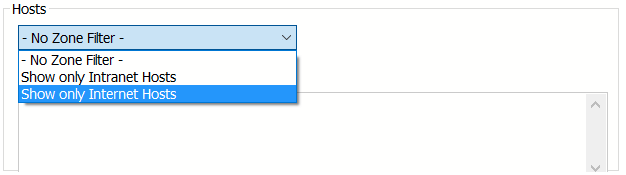 Hosts
- No Zone Filter -
- No Zone Filter -
Show only Intranet Hosts
Show only Internet Hosts